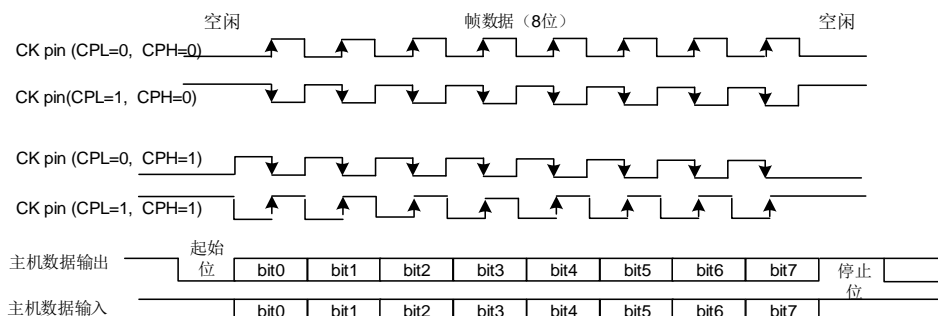 空闲 帧数据（8位） 空闲
CK pin (CPL=0, CPH=0)
CK pin(CPL=1, CPH=0)
CK pin (CPL=0, CPH=1)
CK pin (CPL=1, CPH=1)
主机数据输出 起始位 bit0 bit1 bit2 bit3 bit4 bit5 bit6 bit7 停止位
主机数据输入 bit0 bit1 bit2 bit3 bit4 bit5 bit6 bit7